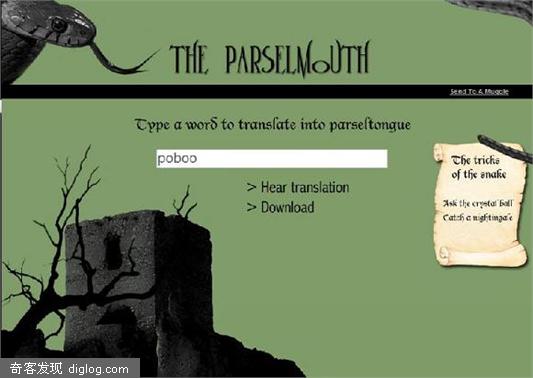 THE PARSELMOUTH
Send To A Muggle
Type a word to translate into parseltongue
poboo
> Hear translation
> Download
The tricks
of the snake
Ask the crystal ball
Catch a nightingale
奇客发现 diglog.com